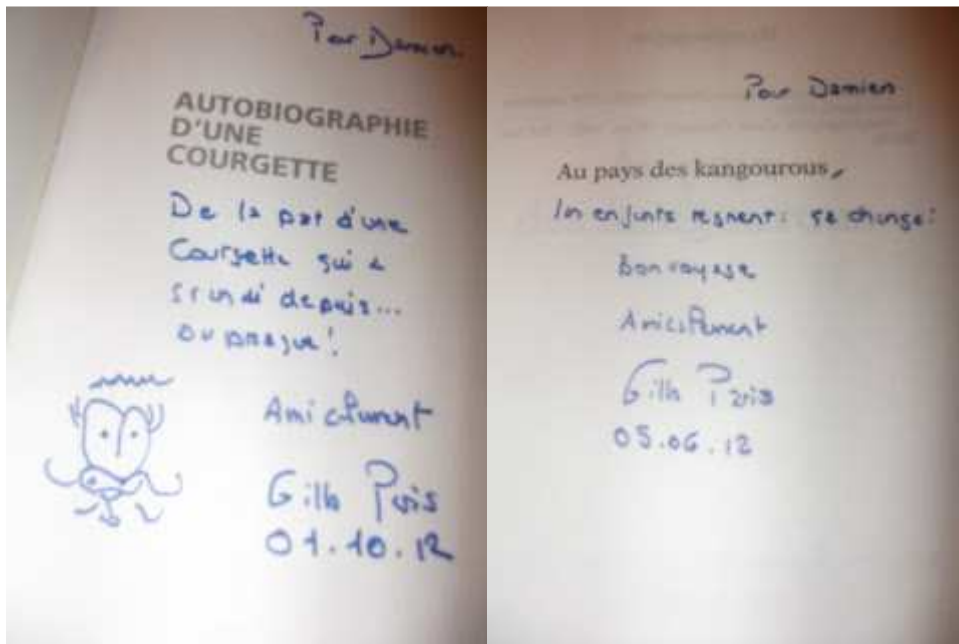 Pour Damien.
AUTOBIOGRAPHIE
D'UNE
COURGETTE
De la part d'une
Courgette qui a
grandi depuis...
ou presque!
Amicalement
Gilles Paris
01.10.12
Pour Damien
Au pays des kangourous,
les enfants règnent: ça change!
Bon voyage
Amicalement
Gilles Paris
05.06.12